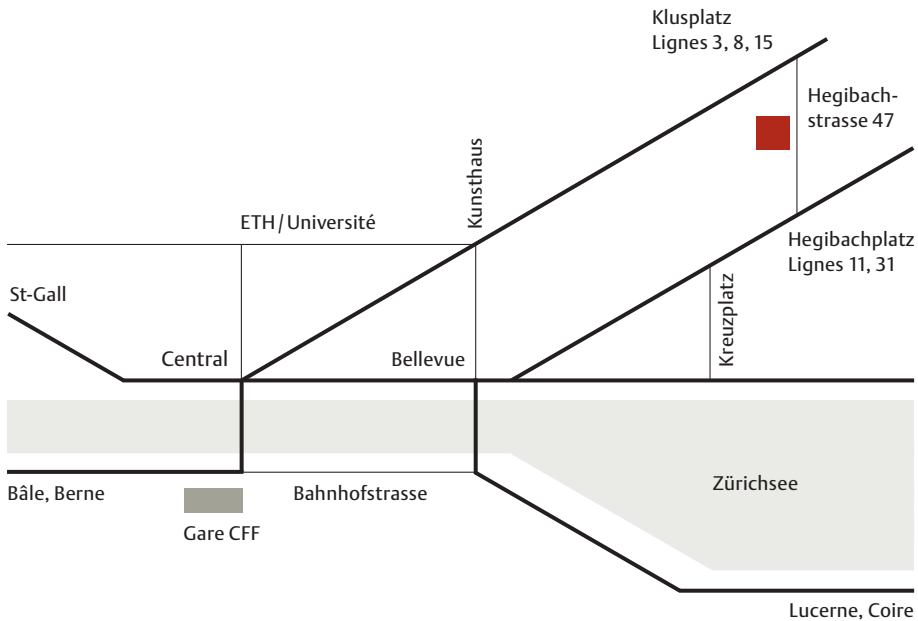 Klusplatz
Lignes 3, 8, 15
Hegibach-
strasse 47
Kunsthaus
ETH / Université
Hegibachplatz
Lignes 11, 31
St-Gall
Kreuzplatz
Central
Bellevue
Bâle, Berne
Bahnhofstrasse
Zürichsee
Gare CFF
Lucerne, Coire